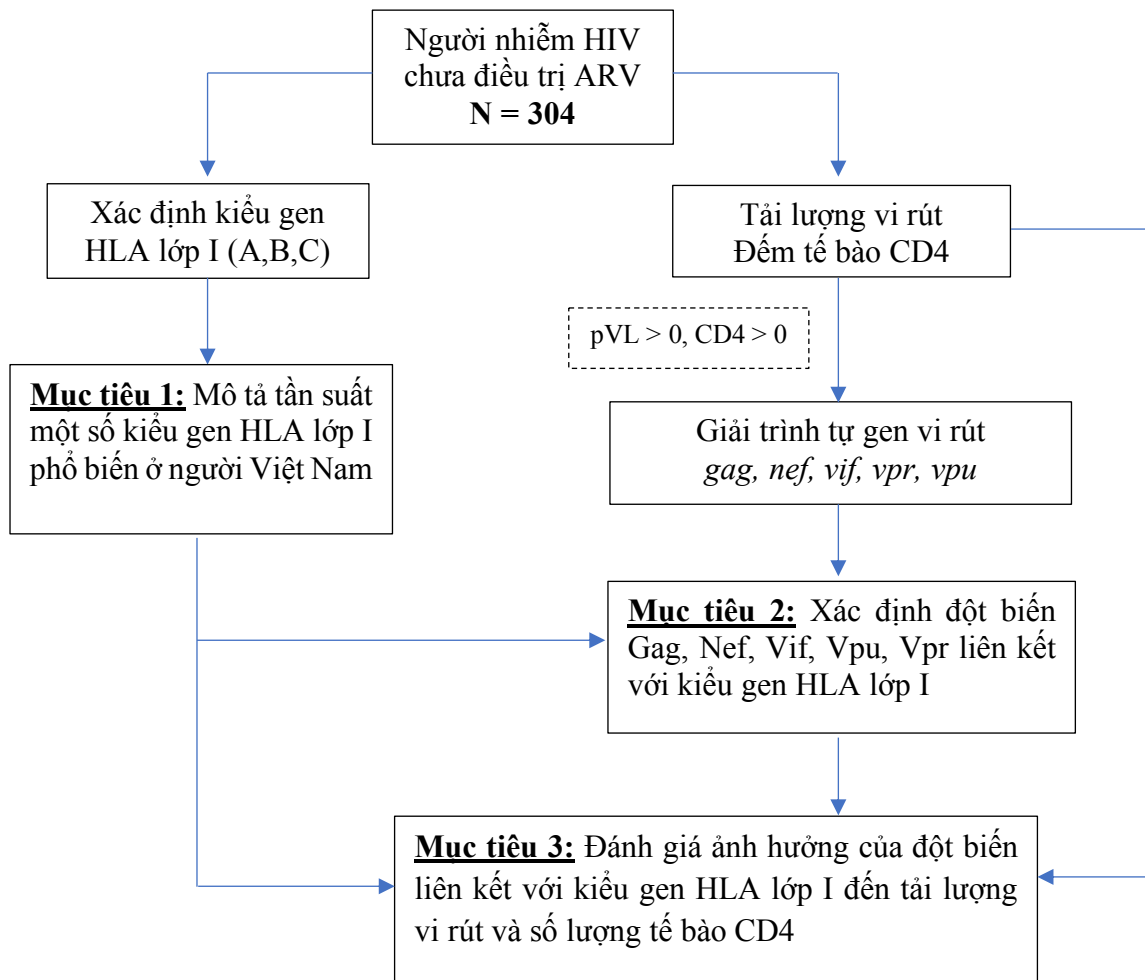 Người nhiễm HIV
chưa điều trị ARV
N = 304
Xác định kiểu gen
HLA lớp I (A,B,C)
Tải lượng vi rút
Đếm tế bào CD4
pVL > 0, CD4 > 0
Mục tiêu 1: Mô tả tần suất
một số kiểu gen HLA lớp I
phổ biến ở người Việt Nam
Giải trình tự gen vi rút
gag, nef, vif, vpr, vpu
Mục tiêu 2: Xác định đột biến
Gag, Nef, Vif, Vpu, Vpr liên kết
với kiểu gen HLA lớp I
Mục tiêu 3: Đánh giá ảnh hưởng của đột biến
liên kết với kiểu gen HLA lớp I đến tải lượng
vi rút và số lượng tế bào CD4